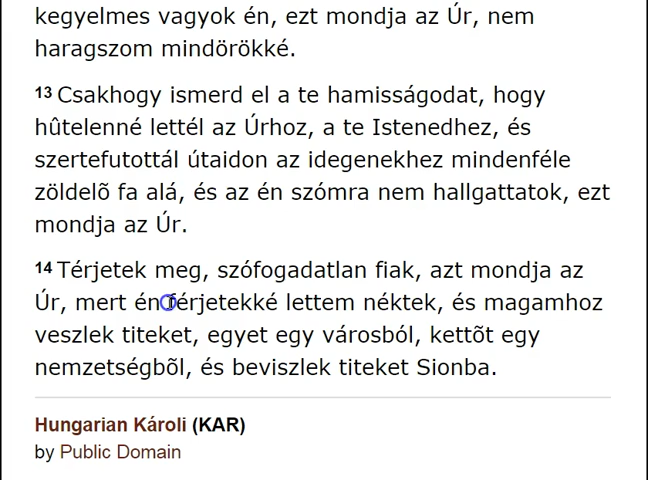 kegyelmes vagyok én, ezt mondja az Úr, nem
haragszom mindörökké.
13 Csakhogy ismerd el a te hamisságodat, hogy
hûtelenné lettél az Úrhoz, a te Istenedhez, és
szertefutottál útaidon az idegenekhez mindenféle
zöldelõ fa alá, és az én szómra nem hallgattatok, ezt
mondja az Úr.
14 Térjetek meg, szófogadatlan fiak, azt mondja az
Úr, mert én férjetekké lettem néktek, és magamhoz
veszlek titeket, egyet egy városból, kettõt egy
nemzetségbõl, és beviszlek titeket Sionba.
Hungarian Károli (KAR)
by Public Domain